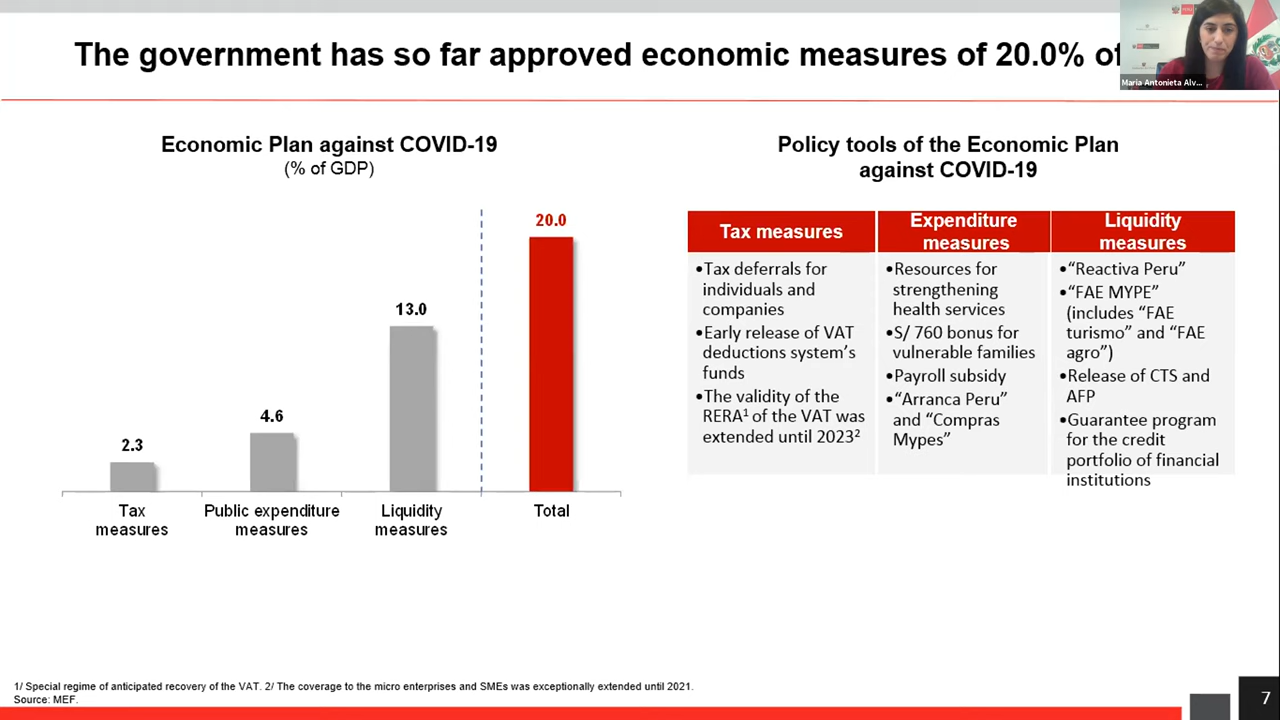 The government has so far approved economic measures of 20.0% of
Maria Antonieta Alv...
Economic Plan against COVID-19
(% of GDP)
20.0
13.0
4.6
2.3
Tax
measures
Public expenditure
measures
Liquidity
measures
Total
Policy tools of the Economic Plan
against COVID-19
Tax measures
Expenditure
measures
Liquidity
measures
•Tax deferrals for
individuals and
companies
•Early release of VAT
deductions system’s
funds
•The validity of the
RERA¹ of the VAT was
extended until 2023²
•Resources for
strengthening
health services
•S/ 760 bonus for
vulnerable families
•Payroll subsidy
•“Arranca Peru”
and “Compras
Mypes”
•“Reactiva Peru”
•“FAE MYPE”
(includes “FAE
turismo” and “FAE
agro”)
•Release of CTS and
AFP
•Guarantee program
for the credit
portfolio of financial
institutions
1/ Special regime of anticipated recovery of the VAT. 2/ The coverage to the micro enterprises and SMEs was exceptionally extended until 2021.
Source: MEF.
7